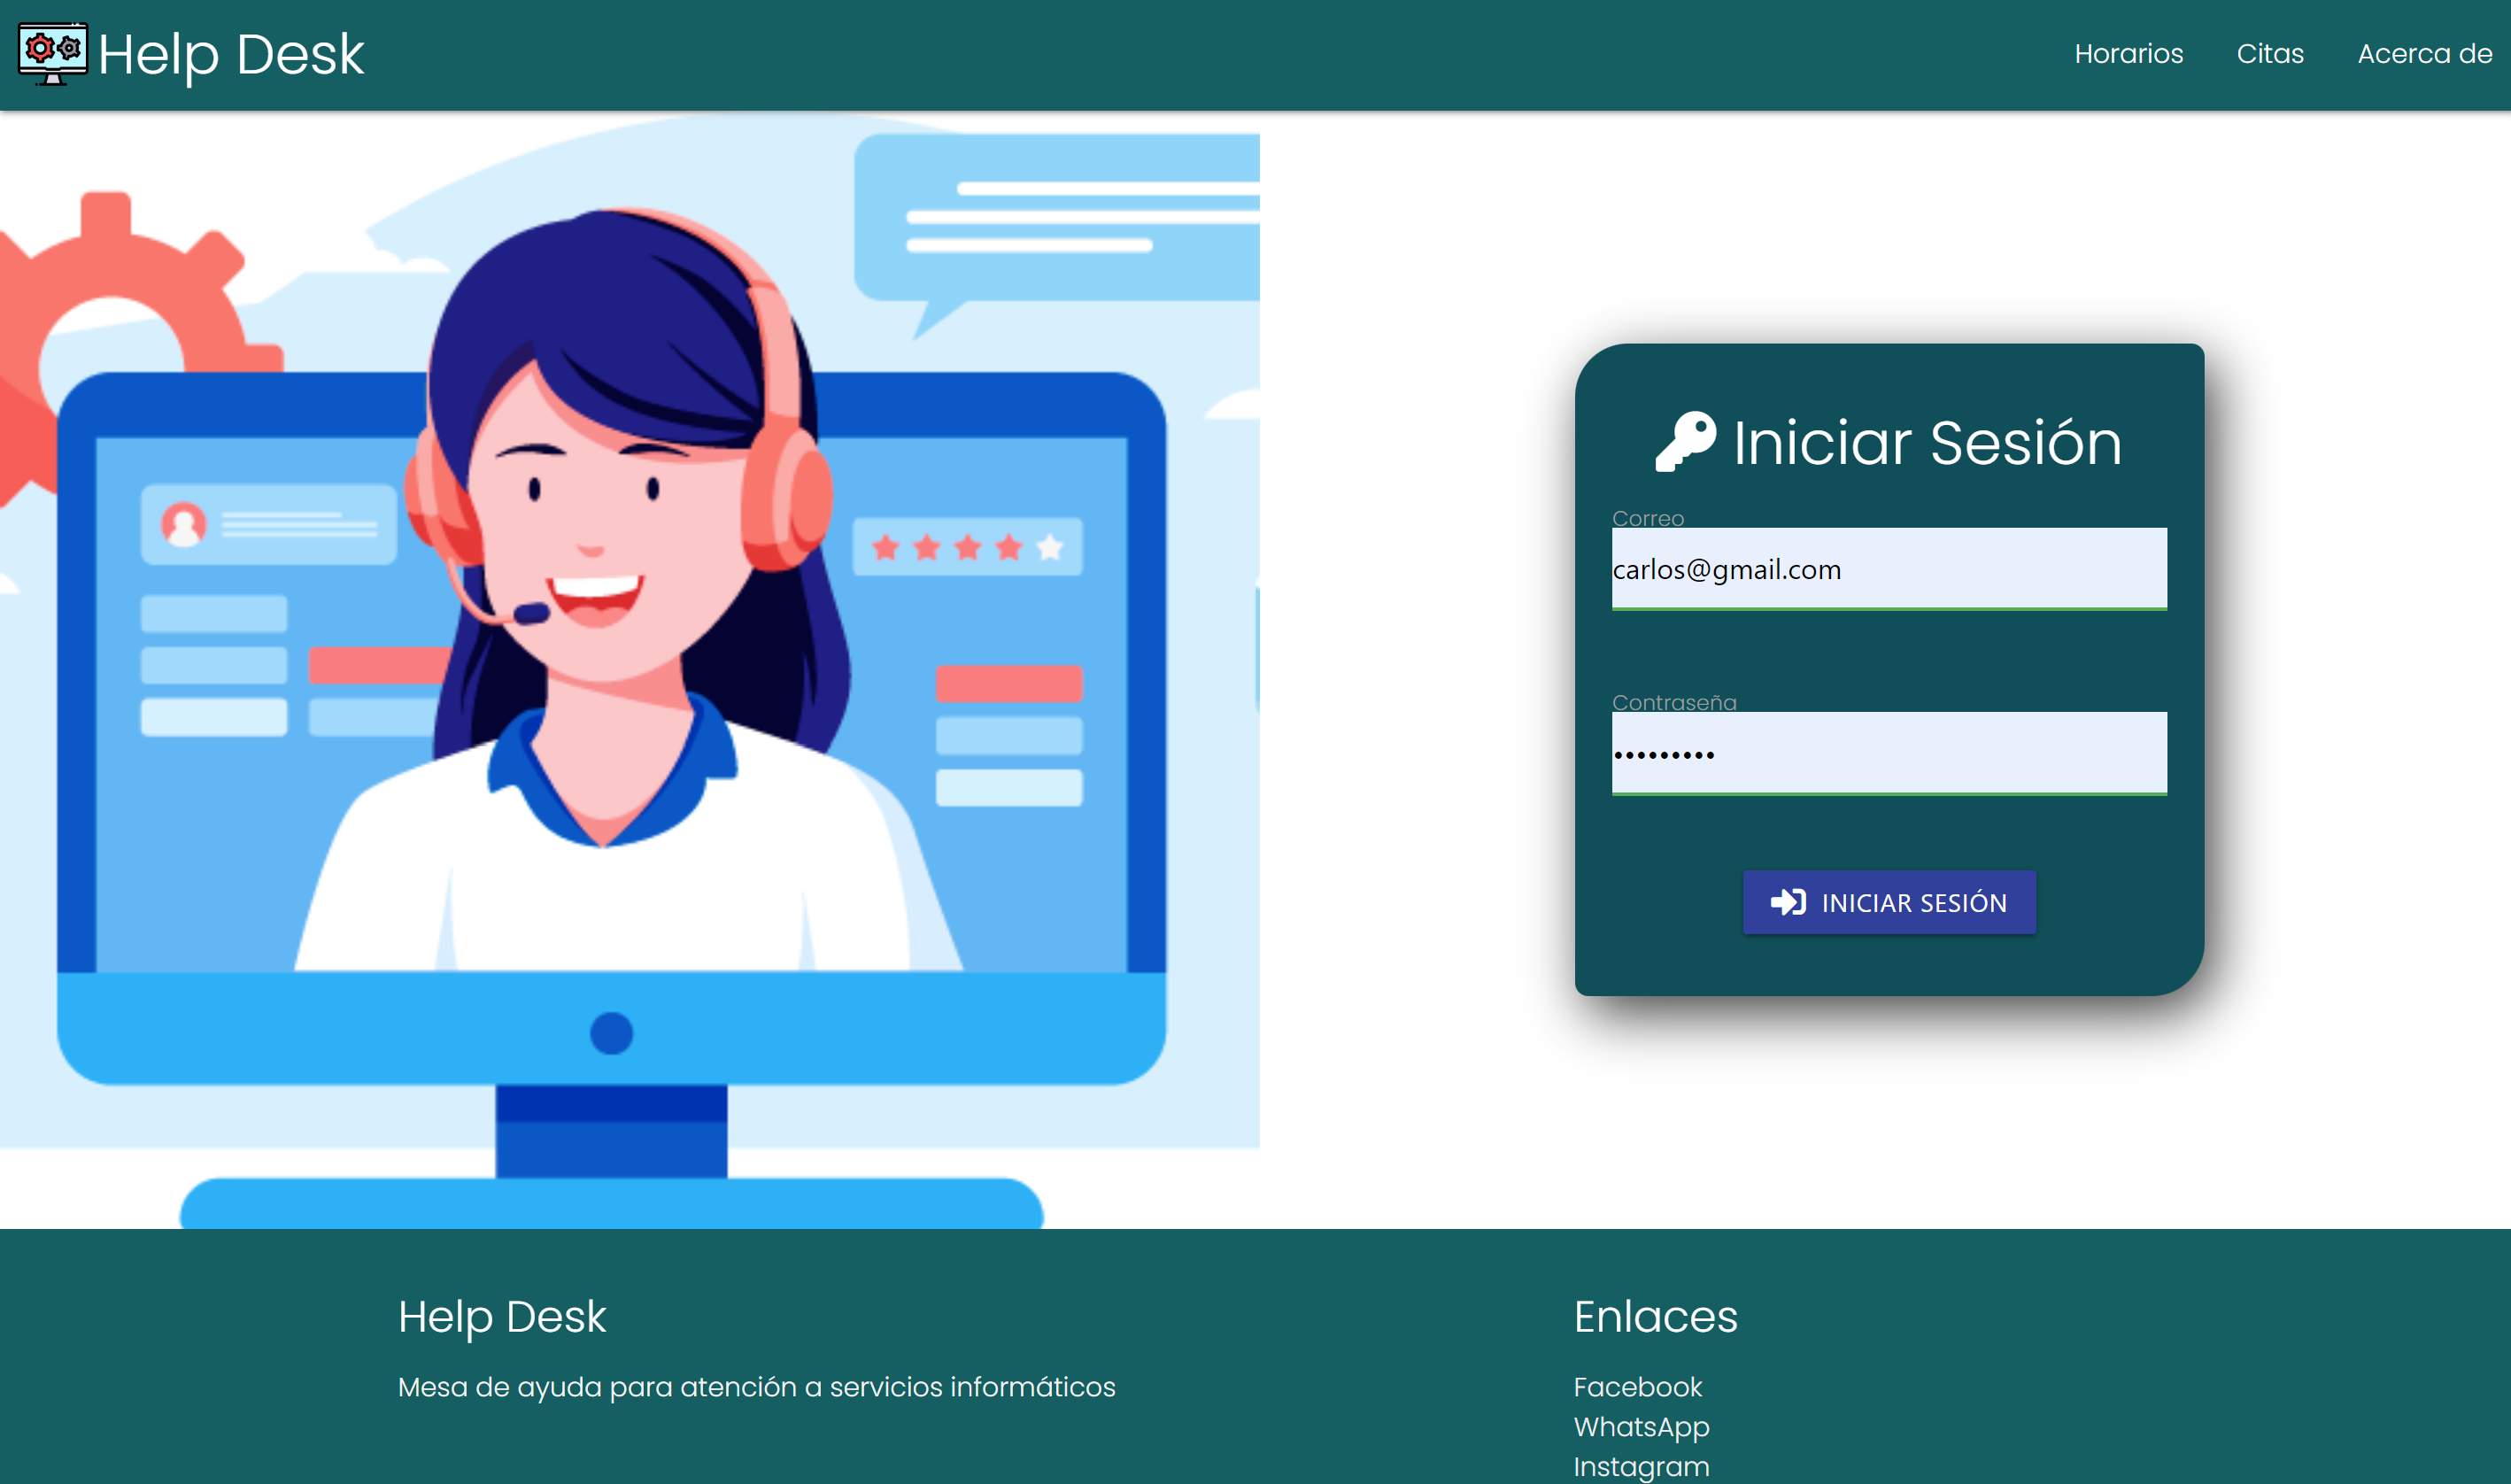 Help Desk
Horarios
Citas
Acerca de
Iniciar Sesión
Correo
carlos@gmail.com
Contraseña
•••••••••
INICIAR SESIÓN
Help Desk
Mesa de ayuda para atención a servicios informáticos
Enlaces
Facebook
WhatsApp
Instagram